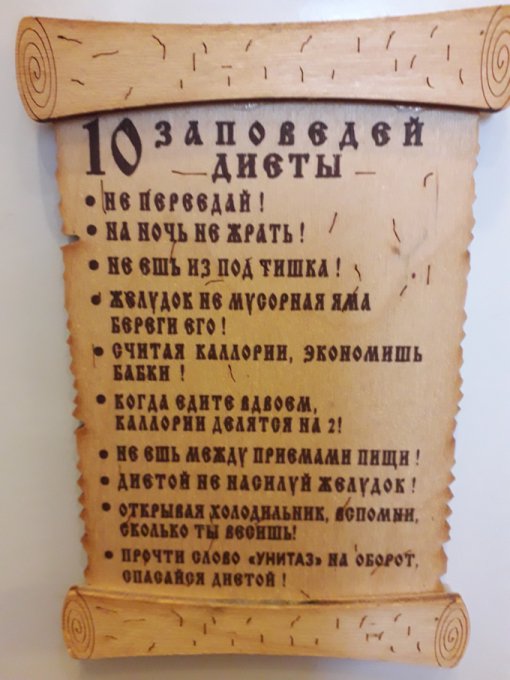 10 ЗАПОВЕДЕЙ
ДИЕТЫ
• НЕ ПЕРЕЕДАЙ !
• НА НОЧЬ НЕ ЖРАТЬ !
• НЕ ЕШЬ ИЗ ПОД ТИШКА !
• ЖЕЛУДОК НЕ МУСОРНАЯ ЯМА
БЕРЕГИ ЕГО !
• СЧИТАЯ КАЛЛОРИИ, ЭКОНОМИШЬ
БАБКИ !
• КОГДА ЕДИТЕ ВДВОЕМ,
КАЛЛОРИИ ДЕЛЯТСЯ НА 2!
• НЕ ЕШЬ МЕЖДУ ПРИЕМАМИ ПИЩИ !
• ДИЕТОЙ НЕ НАСИЛУЙ ЖЕЛУДОК !
• ОТКРЫВАЯ ХОЛОДИЛЬНИК, ВСПОМНИ,
СКОЛЬКО ТЫ ВЕСИШЬ!
• ПРОЧТИ СЛОВО «УНИТАЗ» НА ОБОРОТ,
СПАСАЙСЯ ДИЕТОЙ !